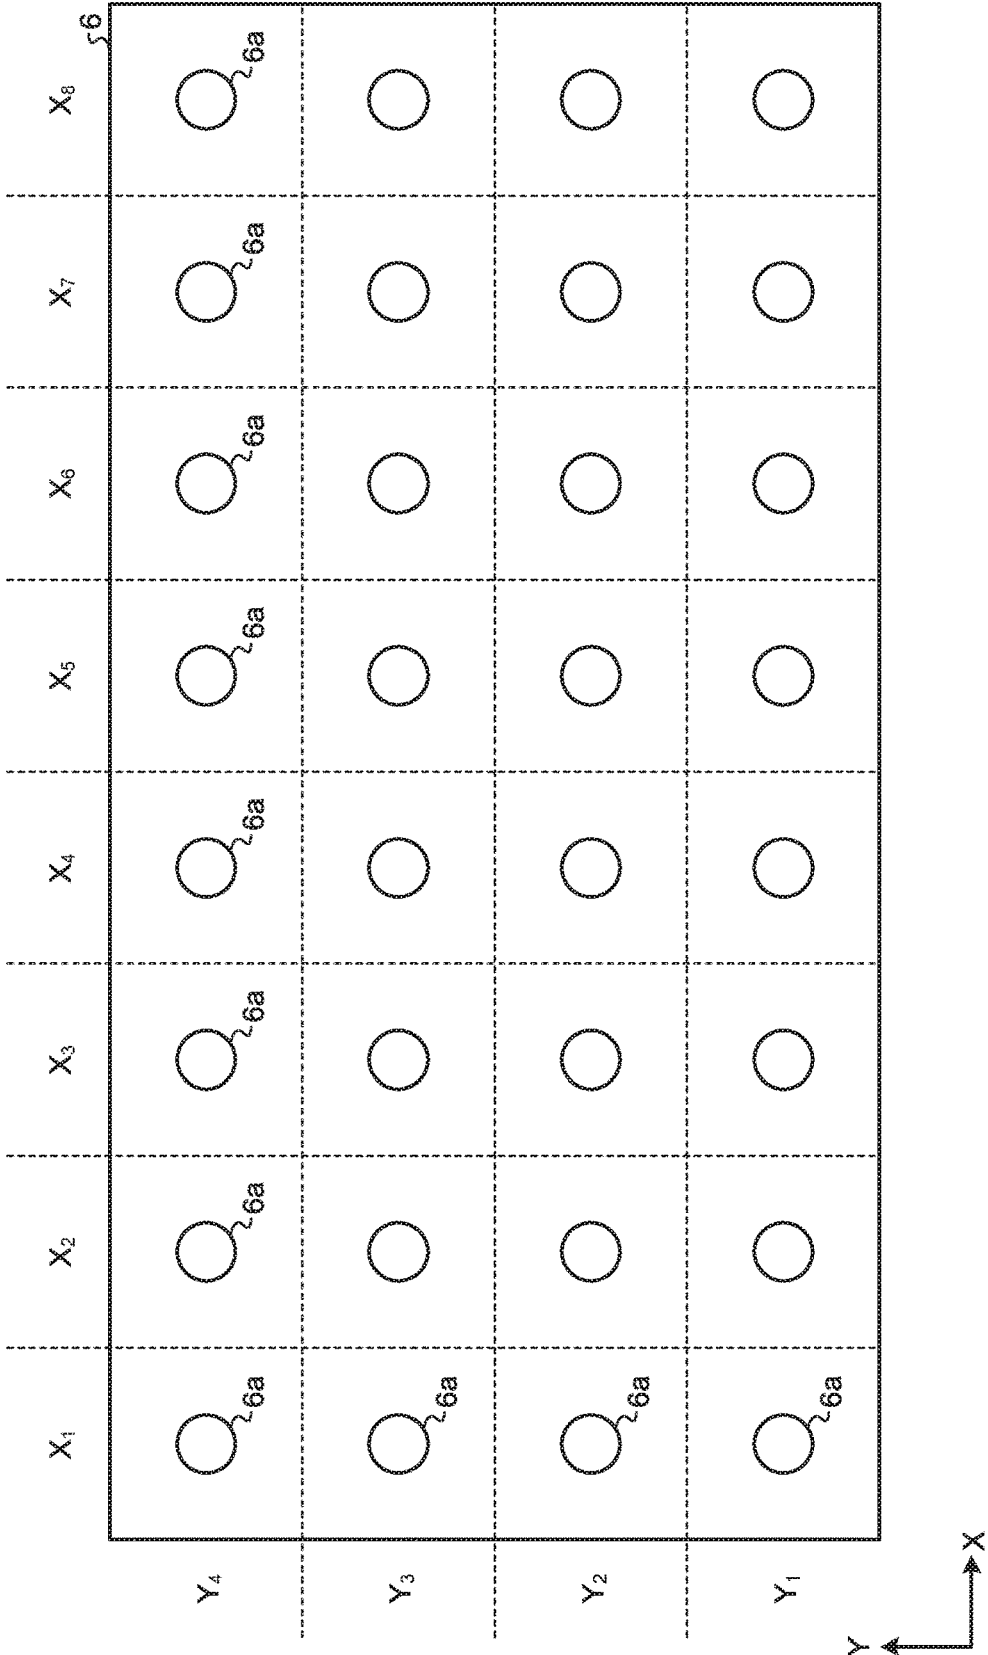 6
X₁ X₂ X₃ X₄ X₅ X₆ X₇ X₈
Y₄ 6a 6a 6a 6a 6a 6a 6a 6a
Y₃ 6a
Y₂ 6a
Y₁ 6a
Y
X